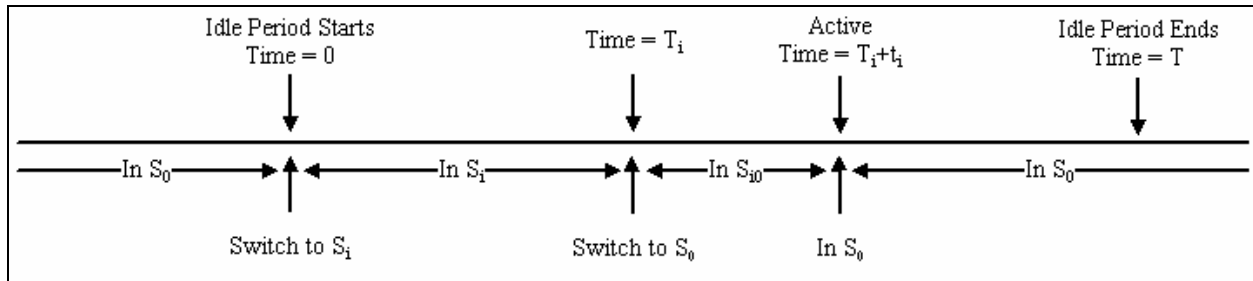 Idle Period Starts
Time = 0
Time = Tᵢ
Active
Time = Tᵢ+tᵢ
Idle Period Ends
Time = T
In S₀
In Sᵢ
In Sᵢ₀
In S₀
Switch to Sᵢ
Switch to S₀
In S₀